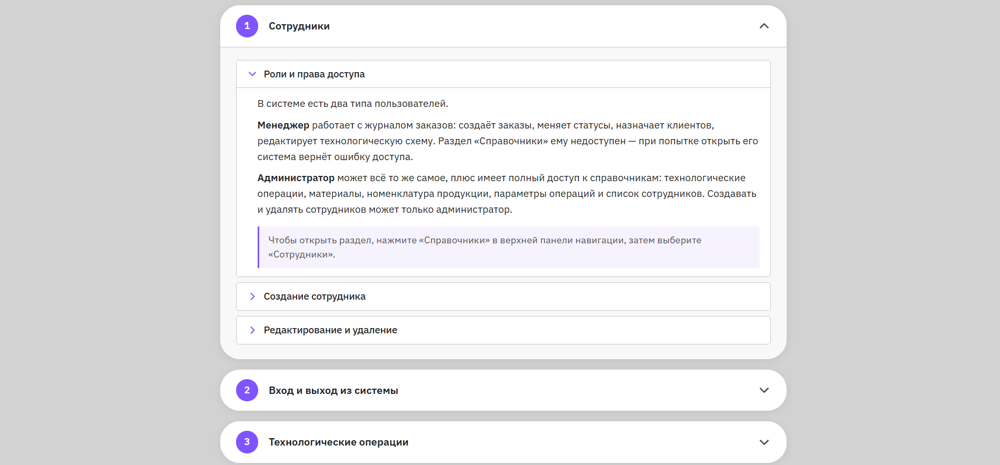 1
Сотрудники
Роли и права доступа
В системе есть два типа пользователей.
Менеджер работает с журналом заказов: создаёт заказы, меняет статусы, назначает клиентов,
редактирует технологическую схему. Раздел «Справочники» ему недоступен — при попытке открыть его
система вернёт ошибку доступа.
Администратор может всё то же самое, плюс имеет полный доступ к справочникам: технологические
операции, материалы, номенклатура продукции, параметры операций и список сотрудников. Создавать
и удалять сотрудников может только администратор.
Чтобы открыть раздел, нажмите «Справочники» в верхней панели навигации, затем выберите
«Сотрудники».
Создание сотрудника
Редактирование и удаление
2
Вход и выход из системы
3
Технологические операции